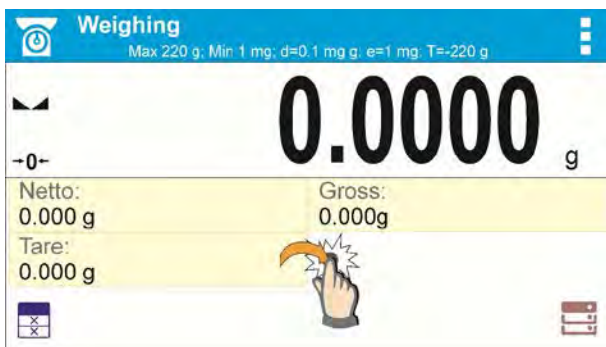 Weighing
Max 220 g; Min 1 mg; d=0.1 mg g; e=1 mg; T=-220 g
0.0000 g
→0←
Netto:
0.000 g
Gross:
0.000g
Tare:
0.000 g